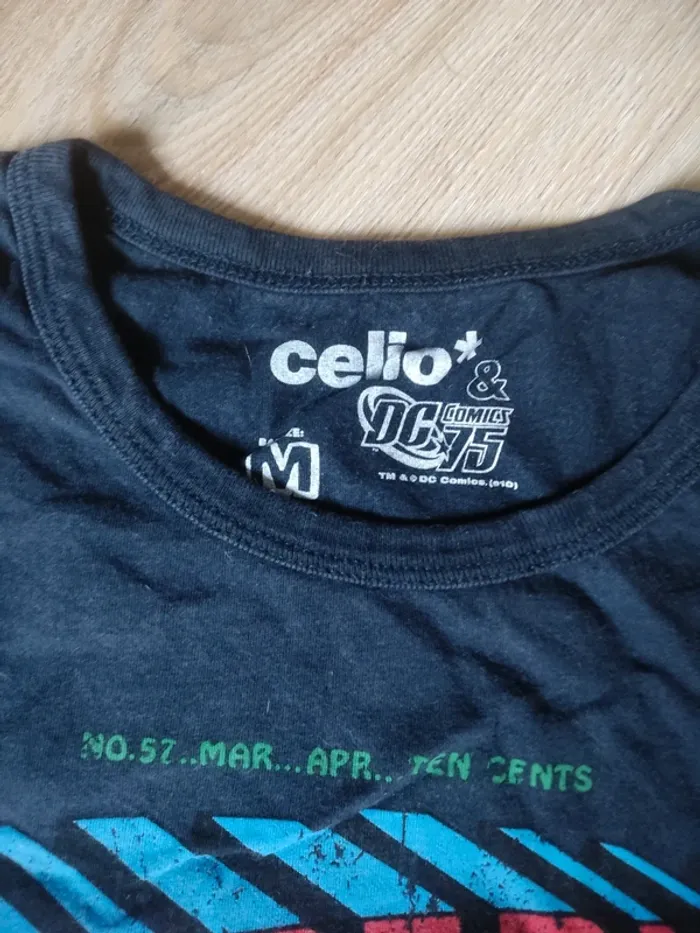 celio* &
DC COMICS 75
M
TM & © DC Comics. (s10)
NO.57..MAR...APR... TEN CENTS